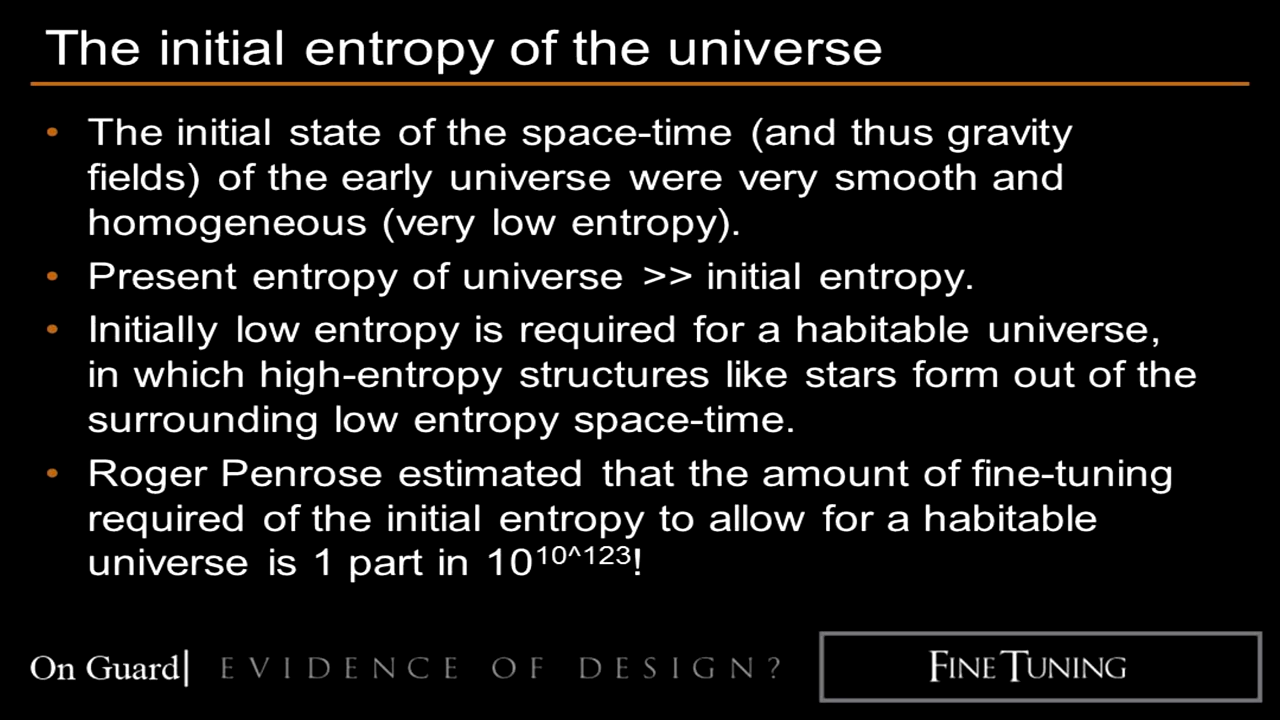 The initial entropy of the universe
• The initial state of the space-time (and thus gravity
fields) of the early universe were very smooth and
homogeneous (very low entropy).
• Present entropy of universe >> initial entropy.
• Initially low entropy is required for a habitable universe,
in which high-entropy structures like stars form out of the
surrounding low entropy space-time.
• Roger Penrose estimated that the amount of fine-tuning
required of the initial entropy to allow for a habitable
universe is 1 part in 10^10^123!
On Guard| EVIDENCE OF DESIGN?
FINE TUNING